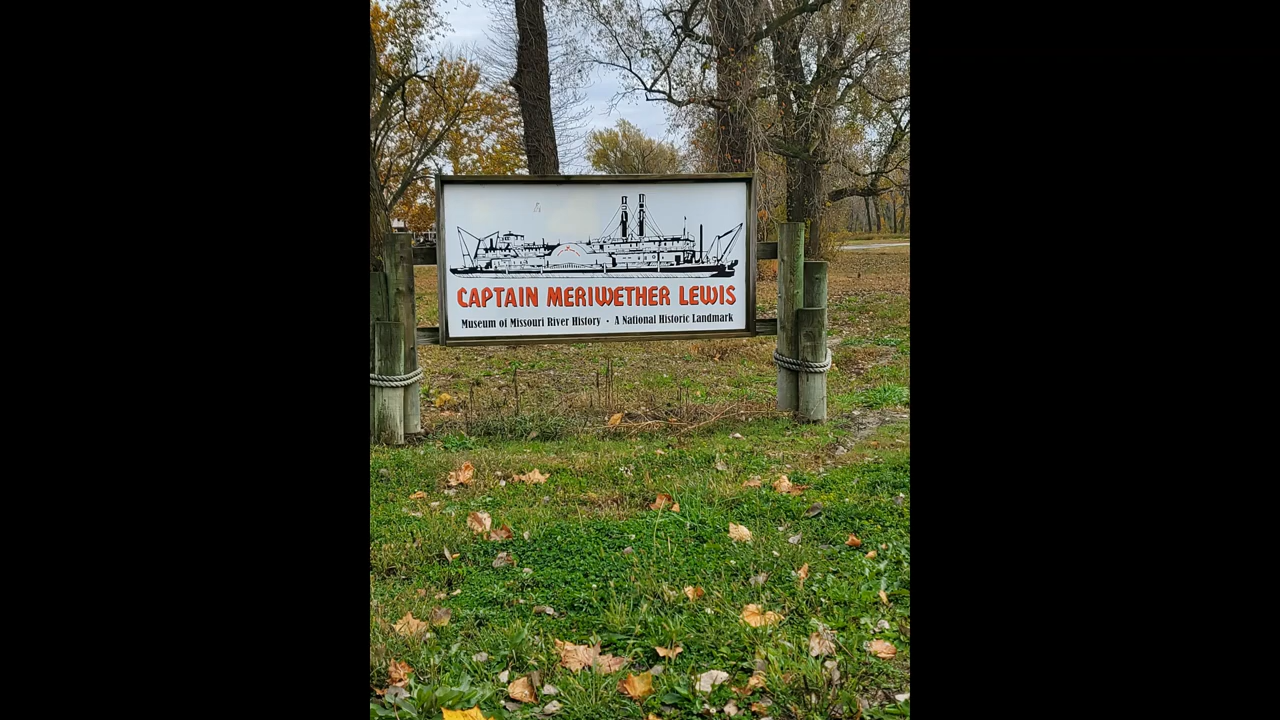 CAPTAIN MERIWETHER LEWIS
Museum of Missouri River History • A National Historic Landmark